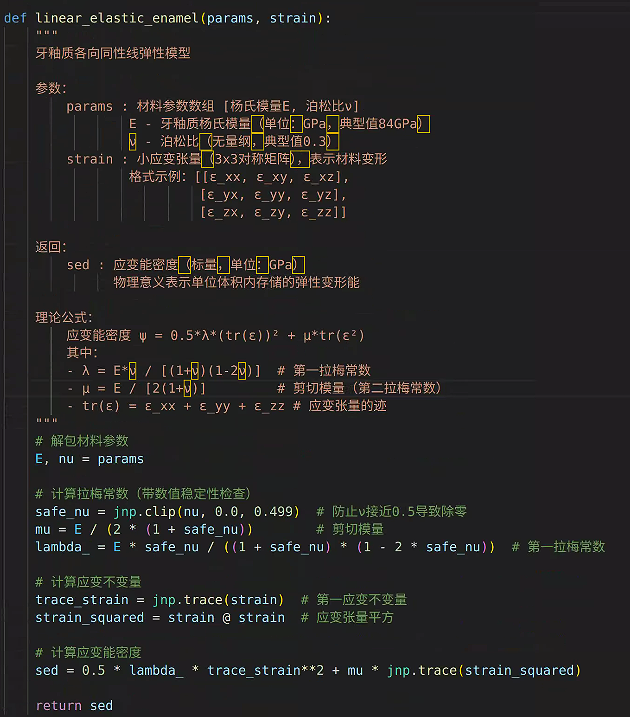 def linear_elastic_enamel(params, strain):
"""
牙釉质各向同性线弹性模型
参数:
params : 材料参数数组 [杨氏模量E, 泊松比ν]
E - 牙釉质杨氏模量（单位：GPa，典型值84GPa）
ν - 泊松比（无量纲，典型值0.3）
strain : 小应变张量（3x3对称矩阵），表示材料变形
格式示例: [[ε_xx, ε_xy, ε_xz],
[ε_yx, ε_yy, ε_yz],
[ε_zx, ε_zy, ε_zz]]
返回:
sed : 应变能密度（标量，单位：GPa）
物理意义表示单位体积内存储的弹性变形能
理论公式:
应变能密度 ψ = 0.5*λ*(tr(ε))² + μ*tr(ε²)
其中:
- λ = E*ν / [(1+ν)(1-2ν)]  # 第一拉梅常数
- μ = E / [2(1+ν)]         # 剪切模量（第二拉梅常数）
- tr(ε) = ε_xx + ε_yy + ε_zz # 应变张量的迹
"""
# 解包材料参数
E, nu = params
# 计算拉梅常数（带数值稳定性检查）
safe_nu = jnp.clip(nu, 0.0, 0.499)  # 防止ν接近0.5导致除零
mu = E / (2 * (1 + safe_nu))        # 剪切模量
lambda_ = E * safe_nu / ((1 + safe_nu) * (1 - 2 * safe_nu))  # 第一拉梅常数
# 计算应变不变量
trace_strain = jnp.trace(strain)  # 第一应变不变量
strain_squared = strain @ strain  # 应变张量平方
# 计算应变能密度
sed = 0.5 * lambda_ * trace_strain**2 + mu * jnp.trace(strain_squared)
return sed